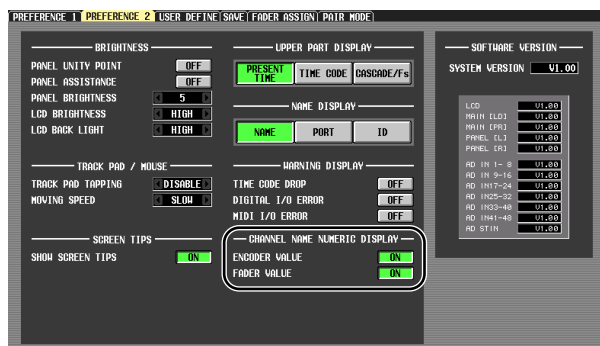 PREFERENCE 1 PREFERENCE 2 USER DEFINE SAVE FADER ASSIGN PAIR MODE
BRIGHTNESS
PANEL UNITY POINT OFF
PANEL ASSISTANCE OFF
PANEL BRIGHTNESS 5
LCD BRIGHTNESS HIGH
LCD BACK LIGHT HIGH
TRACK PAD / MOUSE
TRACK PAD TAPPING DISABLE
MOVING SPEED SLOW
SCREEN TIPS
SHOW SCREEN TIPS ON
UPPER PART DISPLAY
PRESENT TIME TIME CODE CASCADE/Fs
NAME DISPLAY
NAME PORT ID
WARNING DISPLAY
TIME CODE DROP OFF
DIGITAL I/O ERROR OFF
MIDI I/O ERROR OFF
CHANNEL NAME NUMERIC DISPLAY
ENCODER VALUE ON
FADER VALUE ON
SOFTWARE VERSION
SYSTEM VERSION V1.00
LCD V1.00
MAIN [LD] V1.00
MAIN [PR] V1.00
PANEL [L] V1.00
PANEL [R] V1.00
AD IN 1- 8 V1.00
AD IN 9-16 V1.00
AD IN17-24 V1.00
AD IN25-32 V1.00
AD IN33-40 V1.00
AD IN41-48 V1.00
AD STIN V1.00